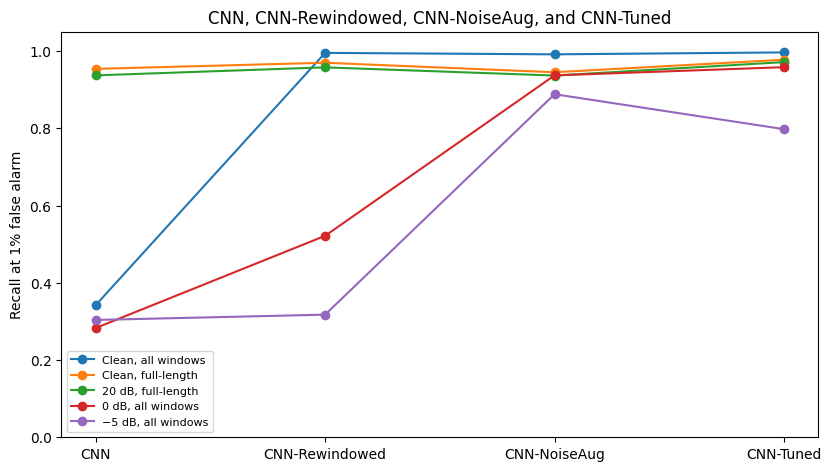 CNN, CNN-Rewindowed, CNN-NoiseAug, and CNN-Tuned
Recall at 1% false alarm
1.0
0.8
0.6
0.4
0.2
0.0
Clean, all windows
Clean, full-length
20 dB, full-length
0 dB, all windows
−5 dB, all windows
CNN
CNN-Rewindowed
CNN-NoiseAug
CNN-Tuned